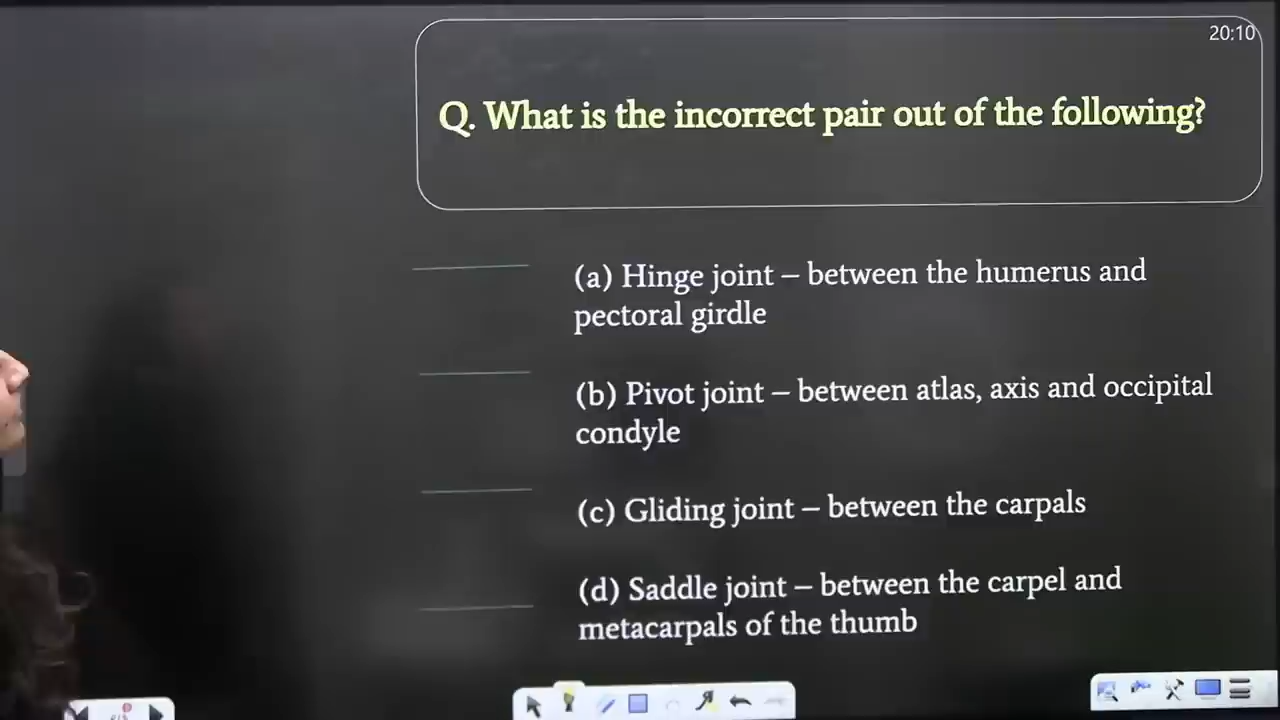 20:10
Q. What is the incorrect pair out of the following?
(a) Hinge joint – between the humerus and
pectoral girdle
(b) Pivot joint – between atlas, axis and occipital
condyle
(c) Gliding joint – between the carpals
(d) Saddle joint – between the carpel and
metacarpals of the thumb